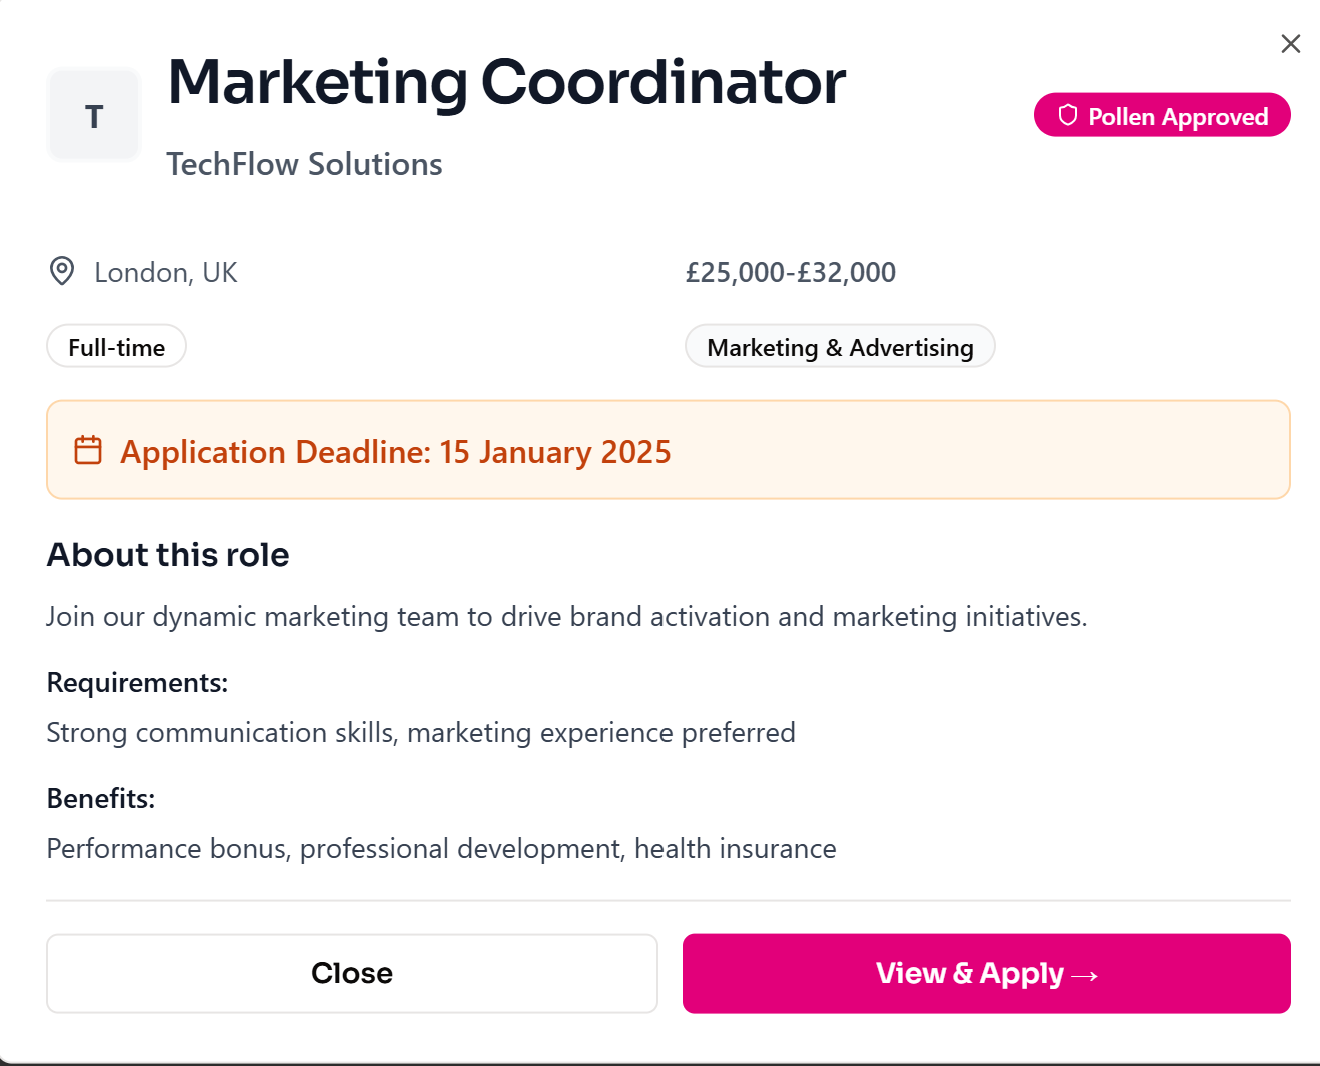 T
Marketing Coordinator
TechFlow Solutions
Pollen Approved
London, UK
£25,000-£32,000
Full-time
Marketing & Advertising
Application Deadline: 15 January 2025
About this role
Join our dynamic marketing team to drive brand activation and marketing initiatives.
Requirements:
Strong communication skills, marketing experience preferred
Benefits:
Performance bonus, professional development, health insurance
Close
View & Apply →